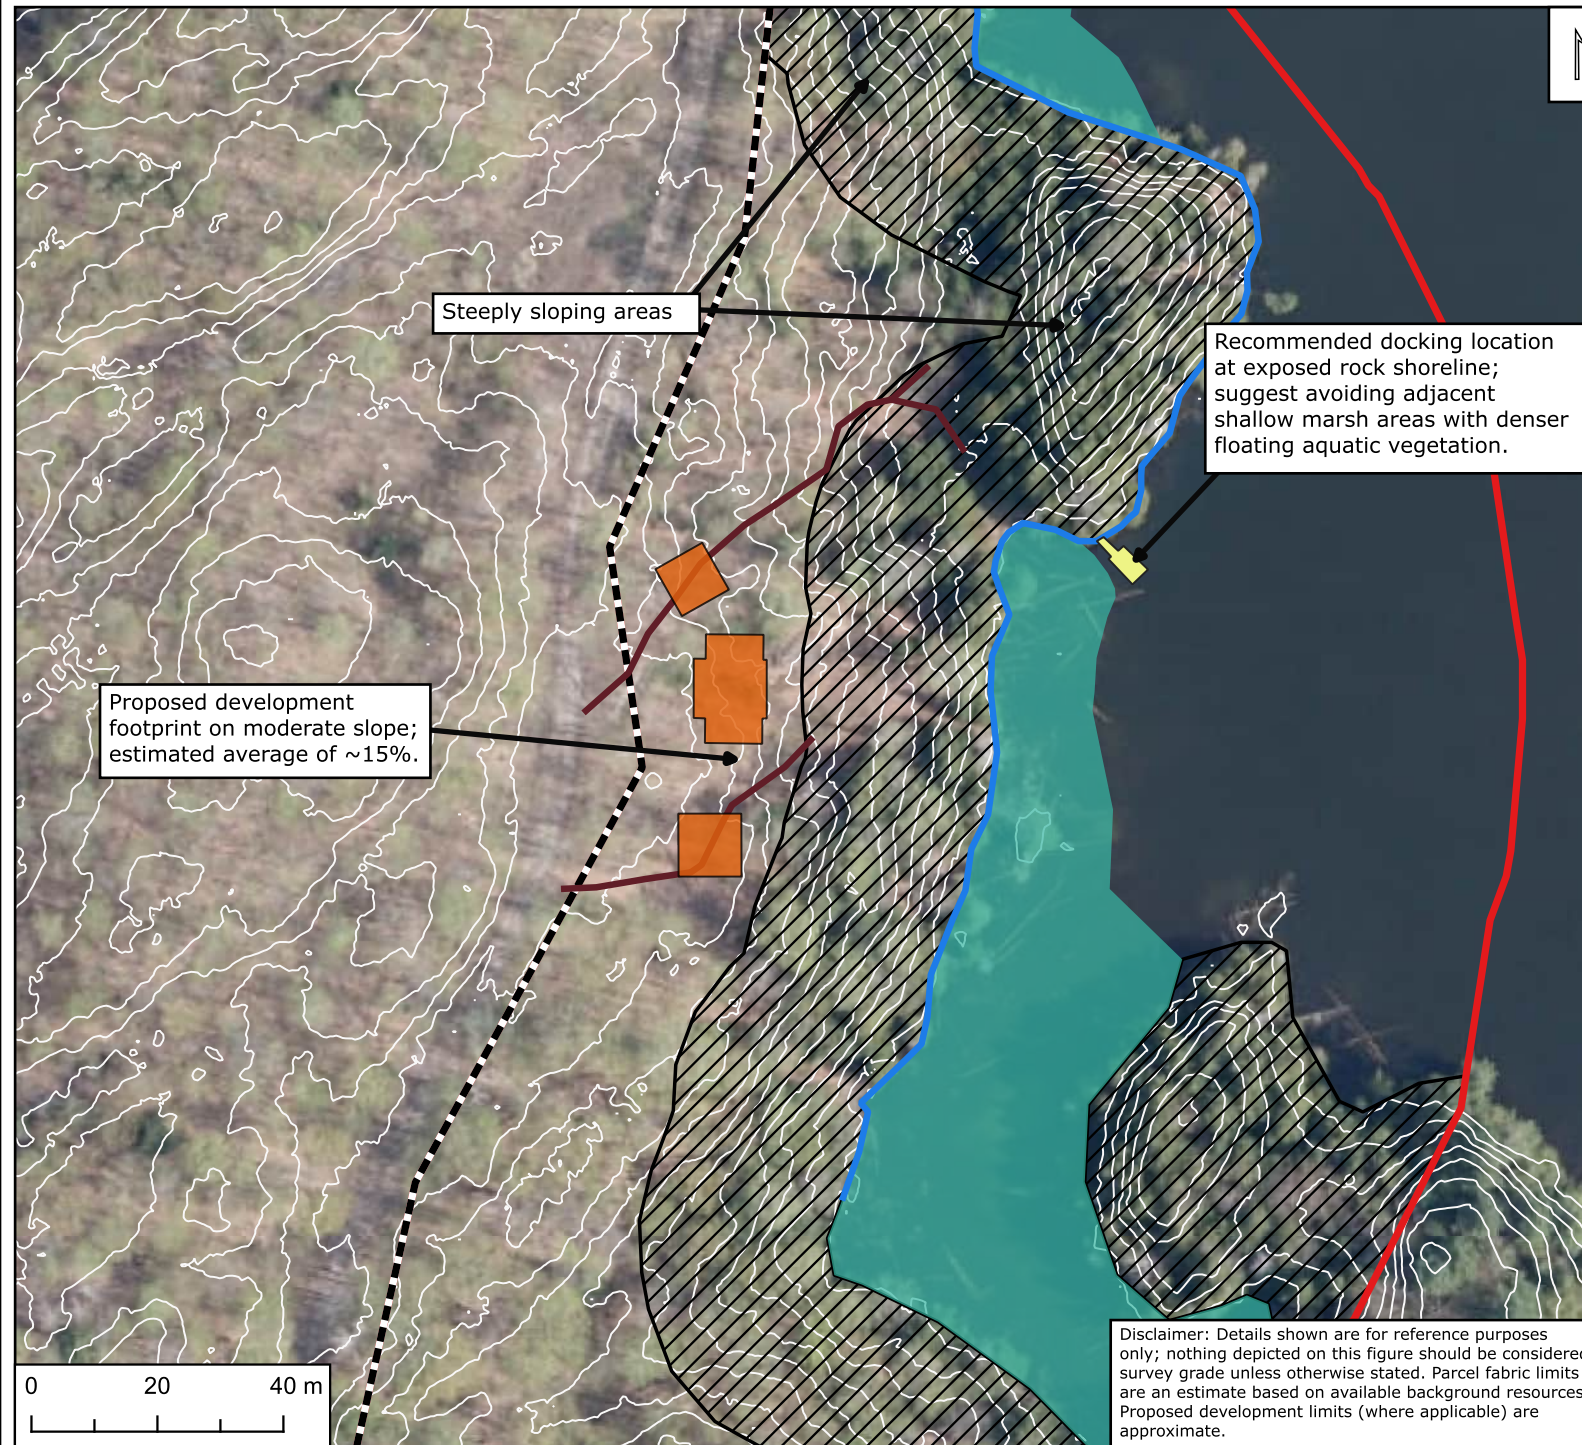 Steeply sloping areas
Recommended docking location
at exposed rock shoreline;
suggest avoiding adjacent
shallow marsh areas with denser
floating aquatic vegetation.
Proposed development
footprint on moderate slope;
estimated average of ~15%.
0 20 40 m
Disclaimer: Details shown are for reference purposes
only; nothing depicted on this figure should be considered
survey grade unless otherwise stated. Parcel fabric limits
are an estimate based on available background resources
Proposed development limits (where applicable) are
approximate.